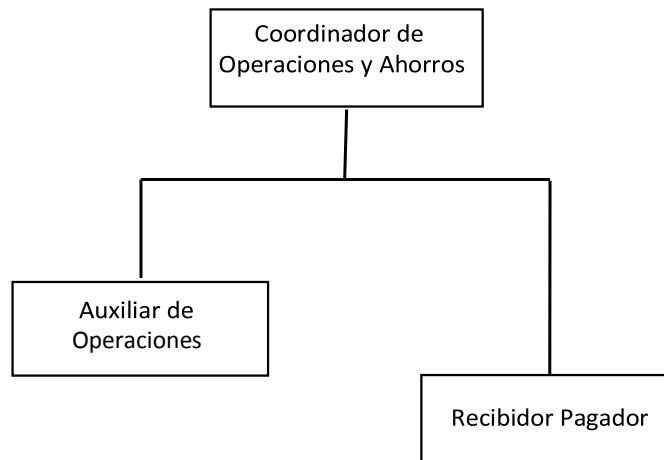 Coordinador de
Operaciones y Ahorros
Auxiliar de
Operaciones
Recibidor Pagador